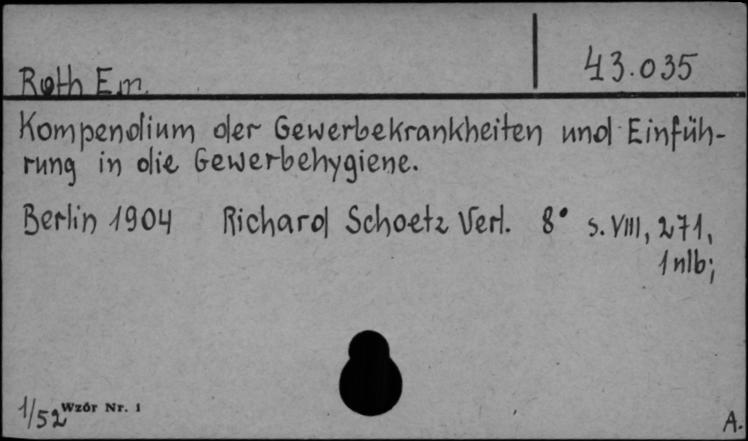 Roth Em.
43.035
Kompendium der Gewerbekrankheiten und Einfüh-
rung in die Gewerbehygiene.
Berlin 1904 Richard Schoetz Verl. 8° s. VIII, 271,
1 nlb;
1/52 Wzór Nr. 1
A.